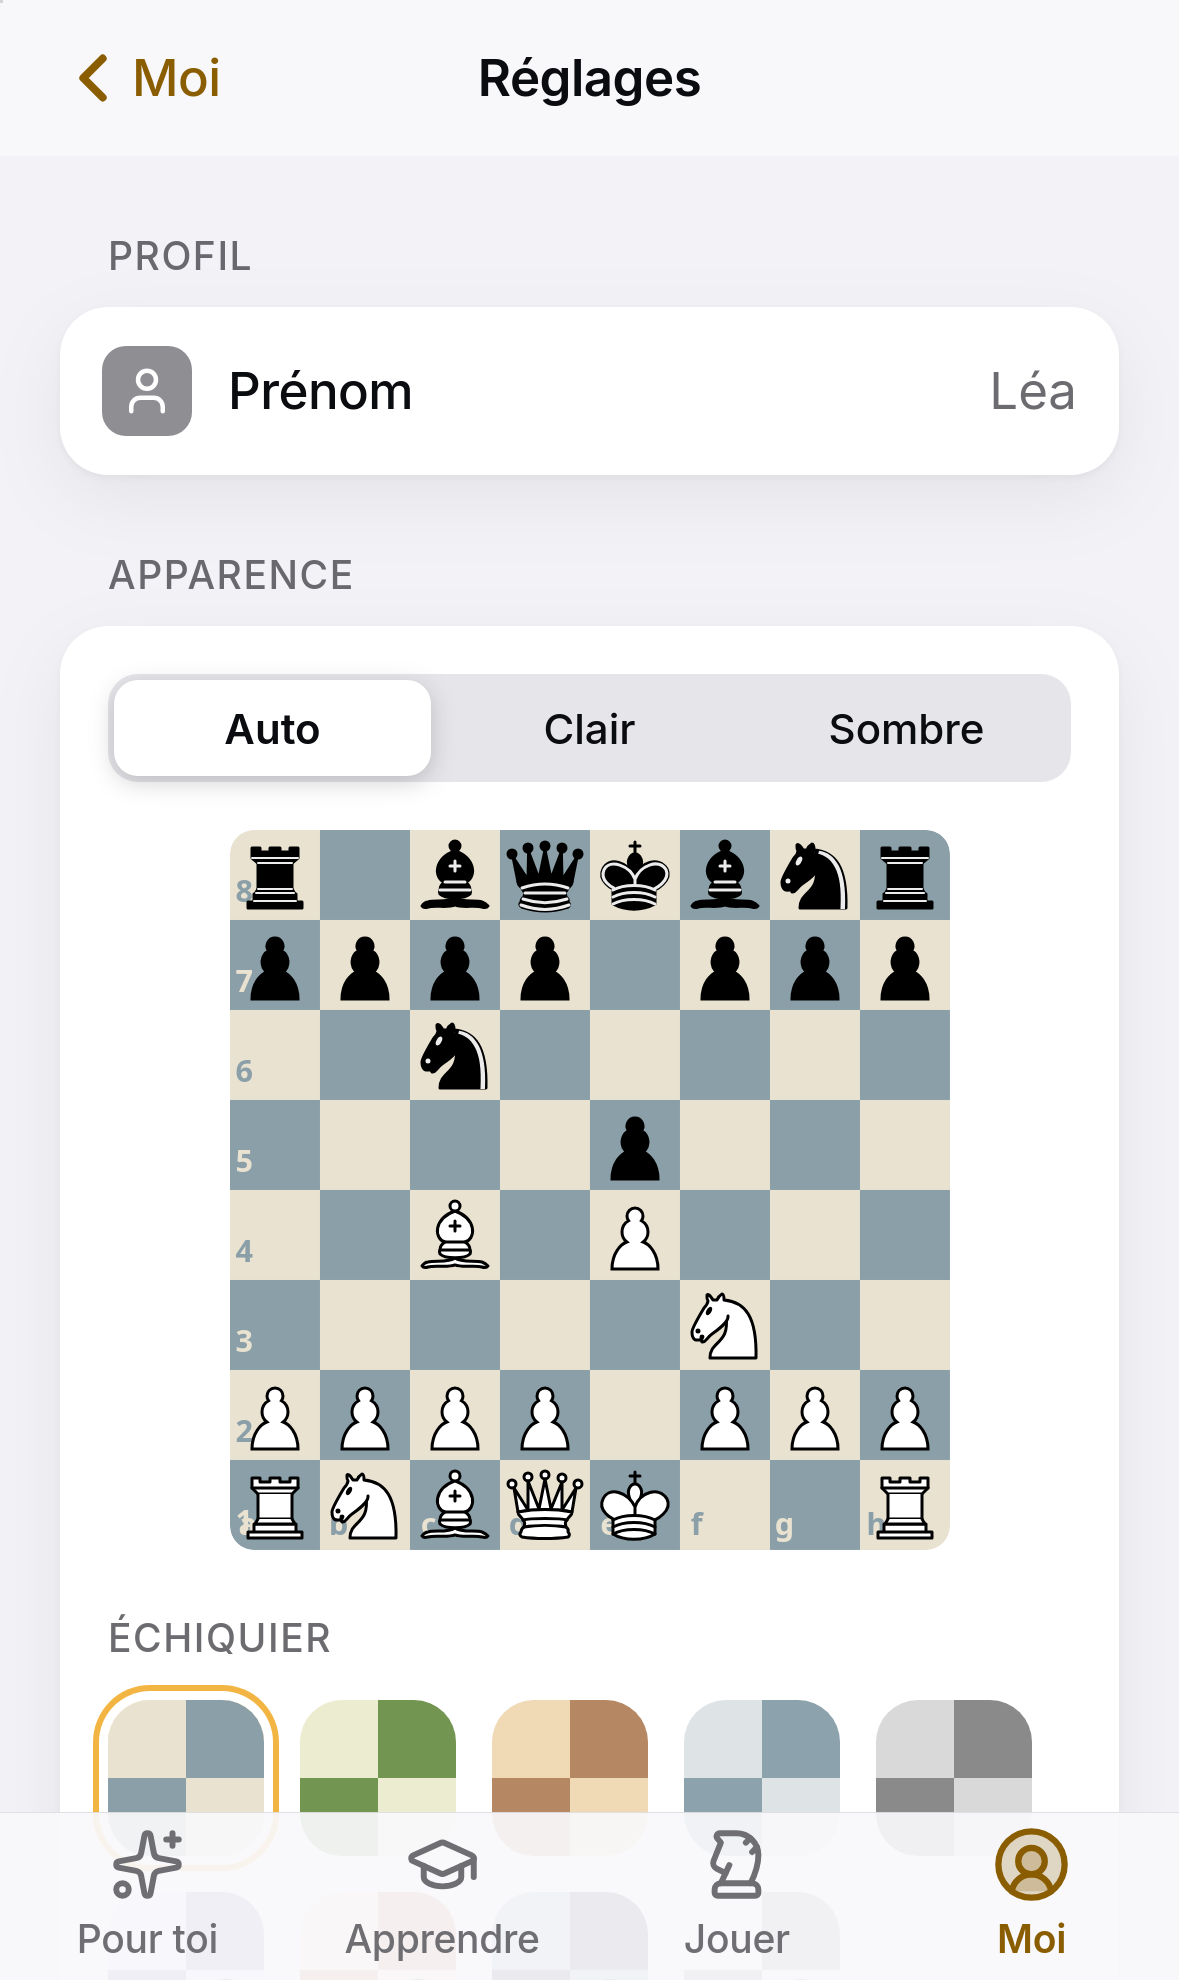 Moi
Réglages
PROFIL
Prénom
Léa
APPARENCE
Auto
Clair
Sombre
8
7
6
5
4
3
2
1
b
c
d
e
f
g
h
ÉCHIQUIER
Pour toi
Apprendre
Jouer
Moi